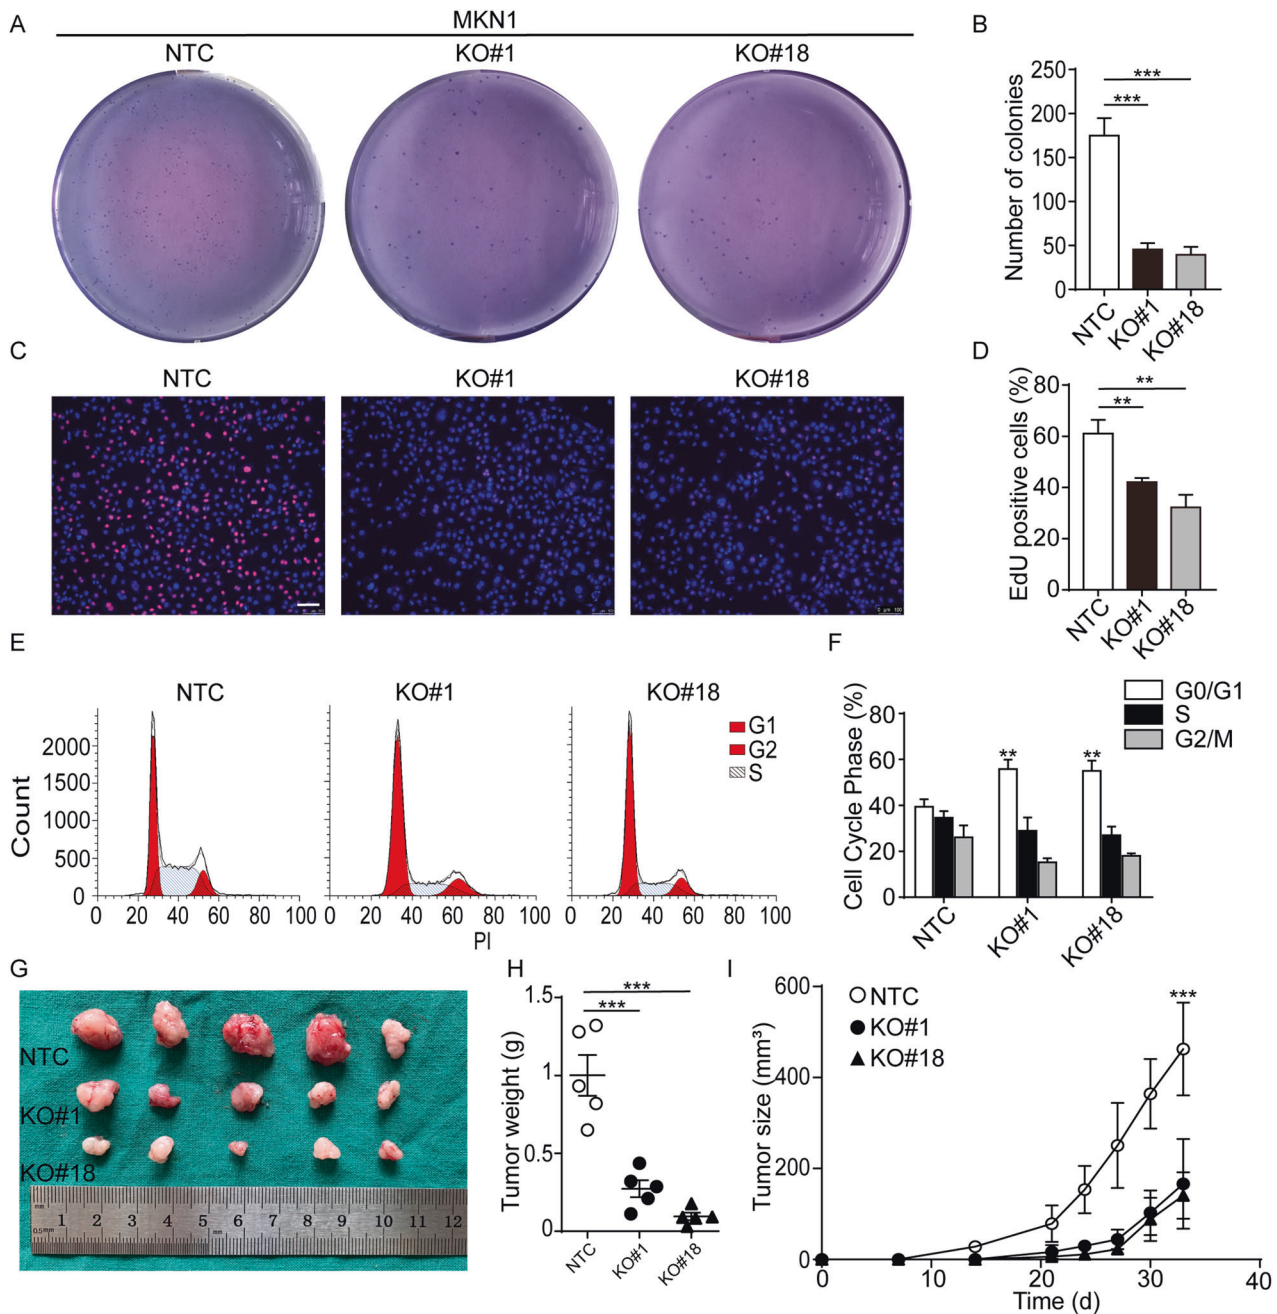 A
MKN1
NTC
KO#1
KO#18
B
Number of colonies
250
200
150
100
50
0
***
***
NTC
KO#1
KO#18
C
NTC
KO#1
KO#18
0 µm 100
D
EdU positive cells (%)
80
60
40
20
0
**
**
NTC
KO#1
KO#18
E
NTC
KO#1
KO#18
Count
2000
1500
1000
500
0
G1
G2
S
0 20 40 60 80 100
0 20 40 60 80 100
0 20 40 60 80 100
PI
F
Cell Cycle Phase (%)
80
60
40
20
0
**
**
G0/G1
S
G2/M
NTC
KO#1
KO#18
G
NTC
KO#1
KO#18
mm
0.5mm
1 2 3 4 5 6 7 8 9 10 11 12
H
Tumor weight (g)
1.5
1
0.5
0
***
***
NTC
KO#1
KO#18
I
Tumor size (mm³)
600
400
200
0
NTC
KO#1
KO#18
***
0 10 20 30 40
Time (d)